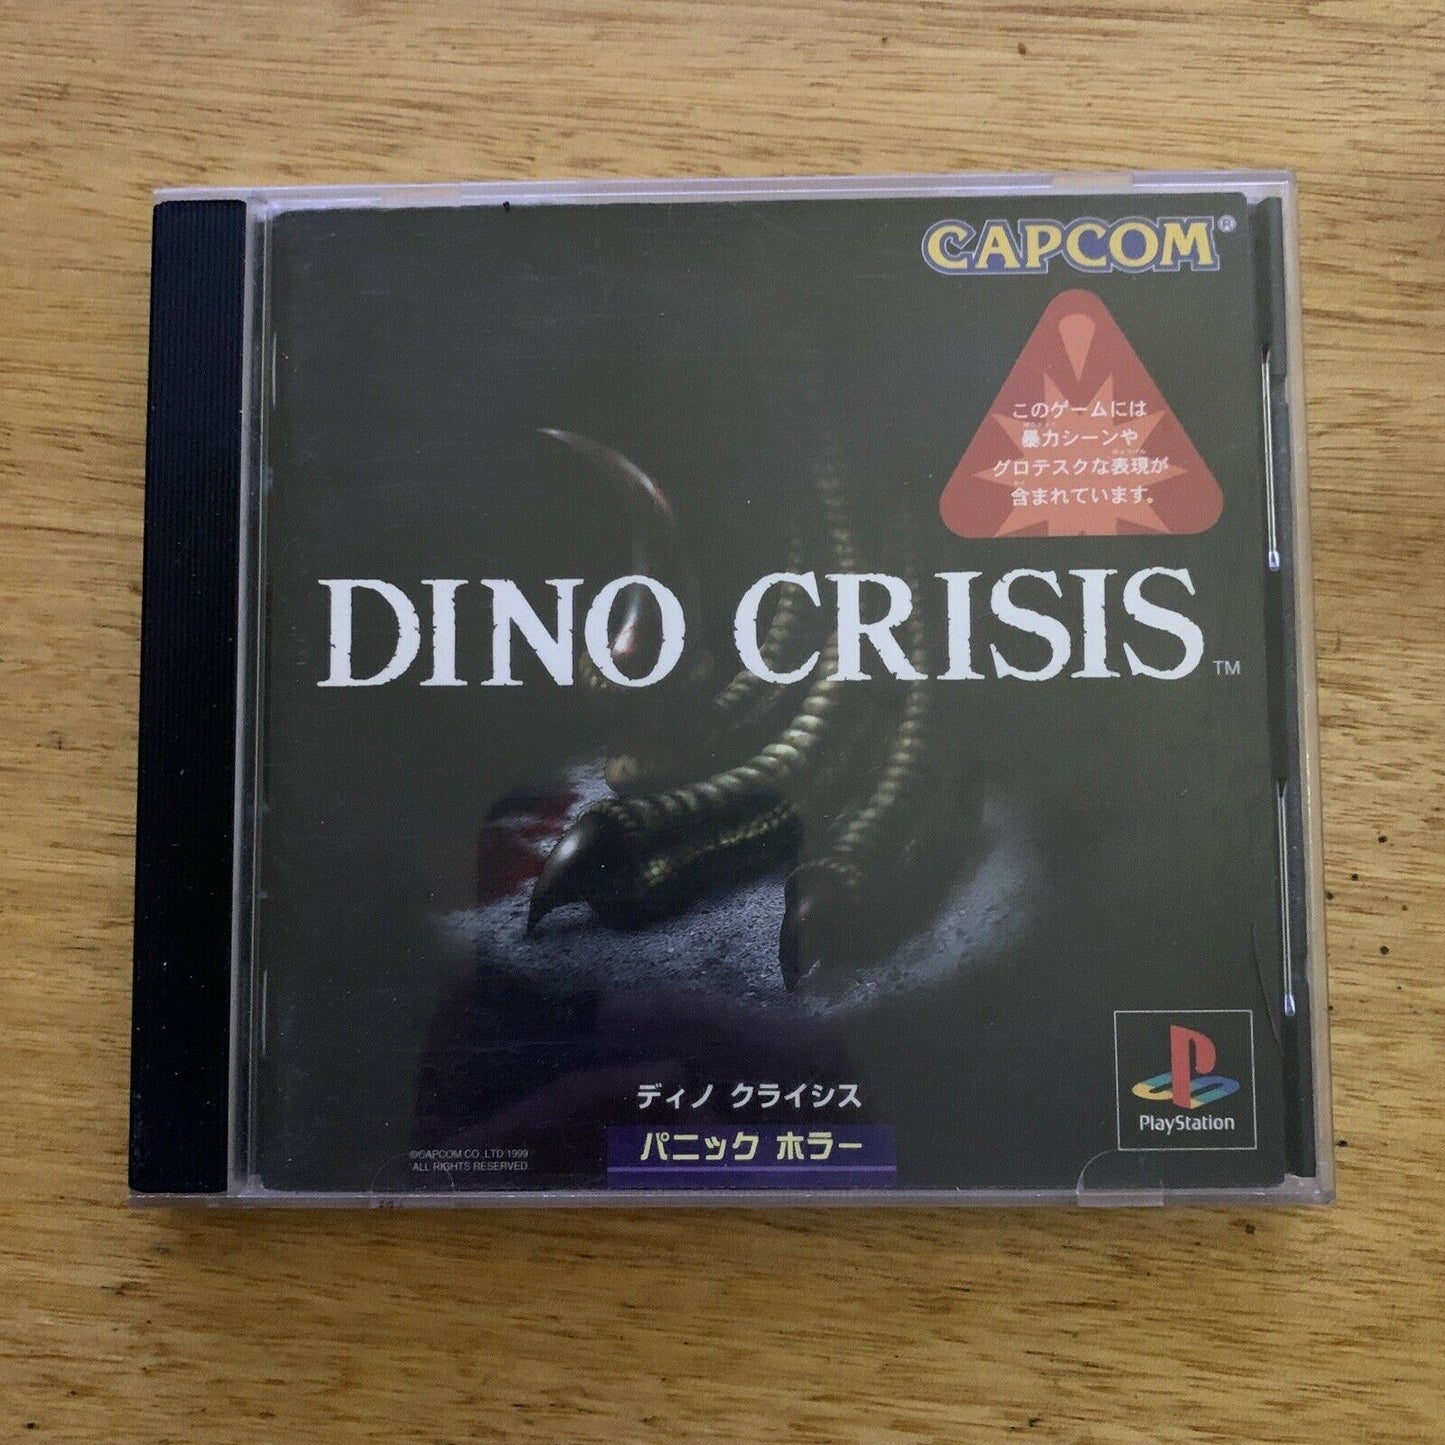 CAPCOM®
このゲームには
暴力シーンや
グロテスクな表現が
含まれています。
DINO CRISIS™
ディノ クライシス
パニック ホラー
©CAPCOM CO.,LTD.1999
ALL RIGHTS RESERVED.
PlayStation